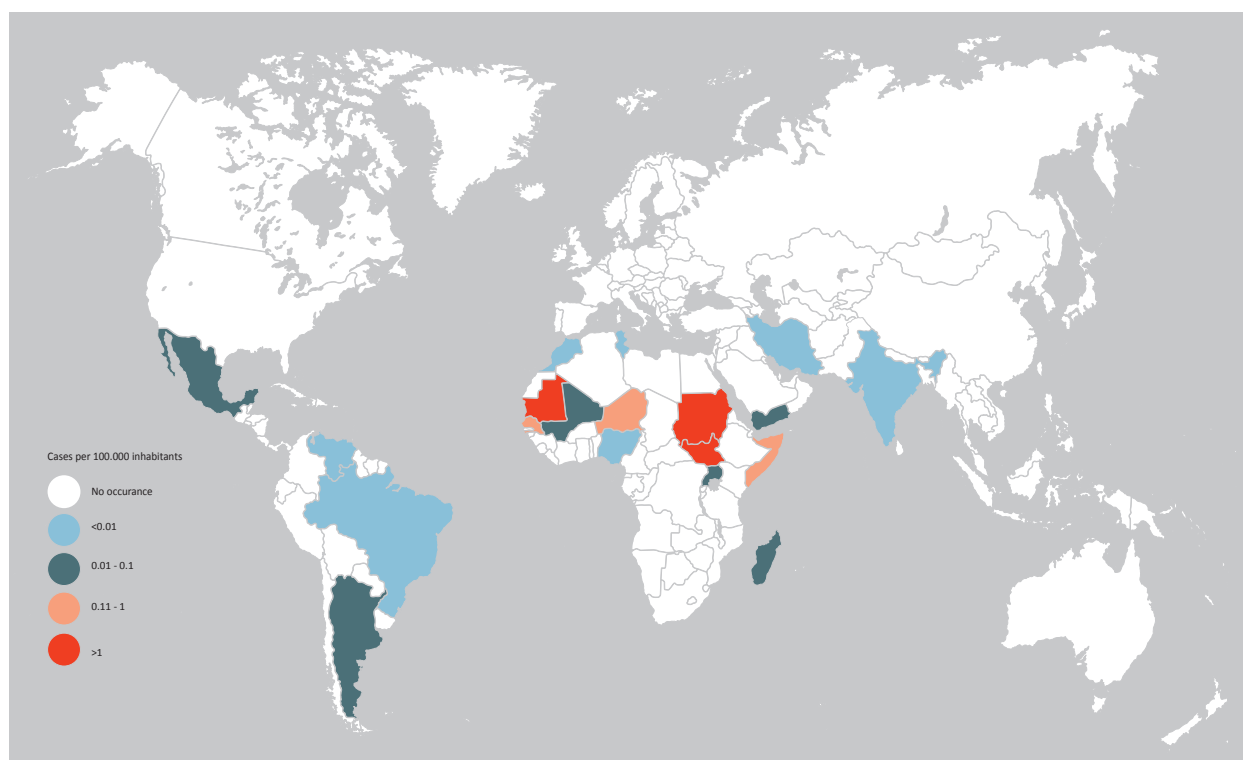 Cases per 100.000 inhabitants
No occurance
<0.01
0.01 - 0.1
0.11 - 1
>1